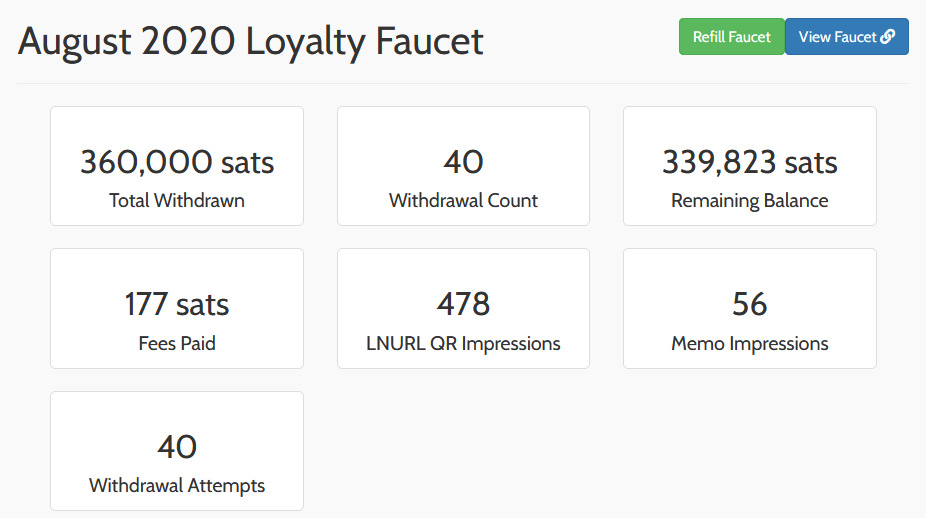 August 2020 Loyalty Faucet
Refill Faucet
View Faucet
360,000 sats
Total Withdrawn
40
Withdrawal Count
339,823 sats
Remaining Balance
177 sats
Fees Paid
478
LNURL QR Impressions
56
Memo Impressions
40
Withdrawal Attempts